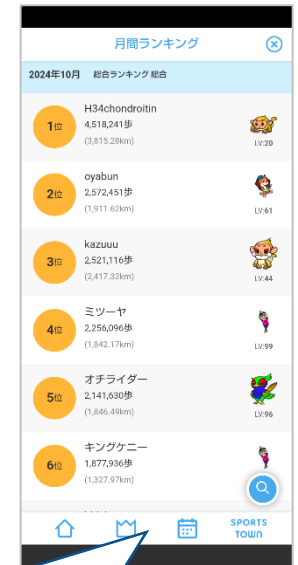 月間ランキング
2024年10月 総合ランキング 総合
1位
H34chondroitin
4,518,241歩
(3,815.28km)
LV:20
2位
oyabun
2,572,451歩
(1,911.62km)
LV:61
3位
kazuuu
2,521,116歩
(2,417.32km)
LV:44
4位
ミツーヤ
2,256,096歩
(1,842.17km)
LV:99
5位
オチライダー
2,141,630歩
(1,846.49km)
LV:96
6位
キングケニー
1,877,936歩
(1,327.97km)
SPORTS
TOWN